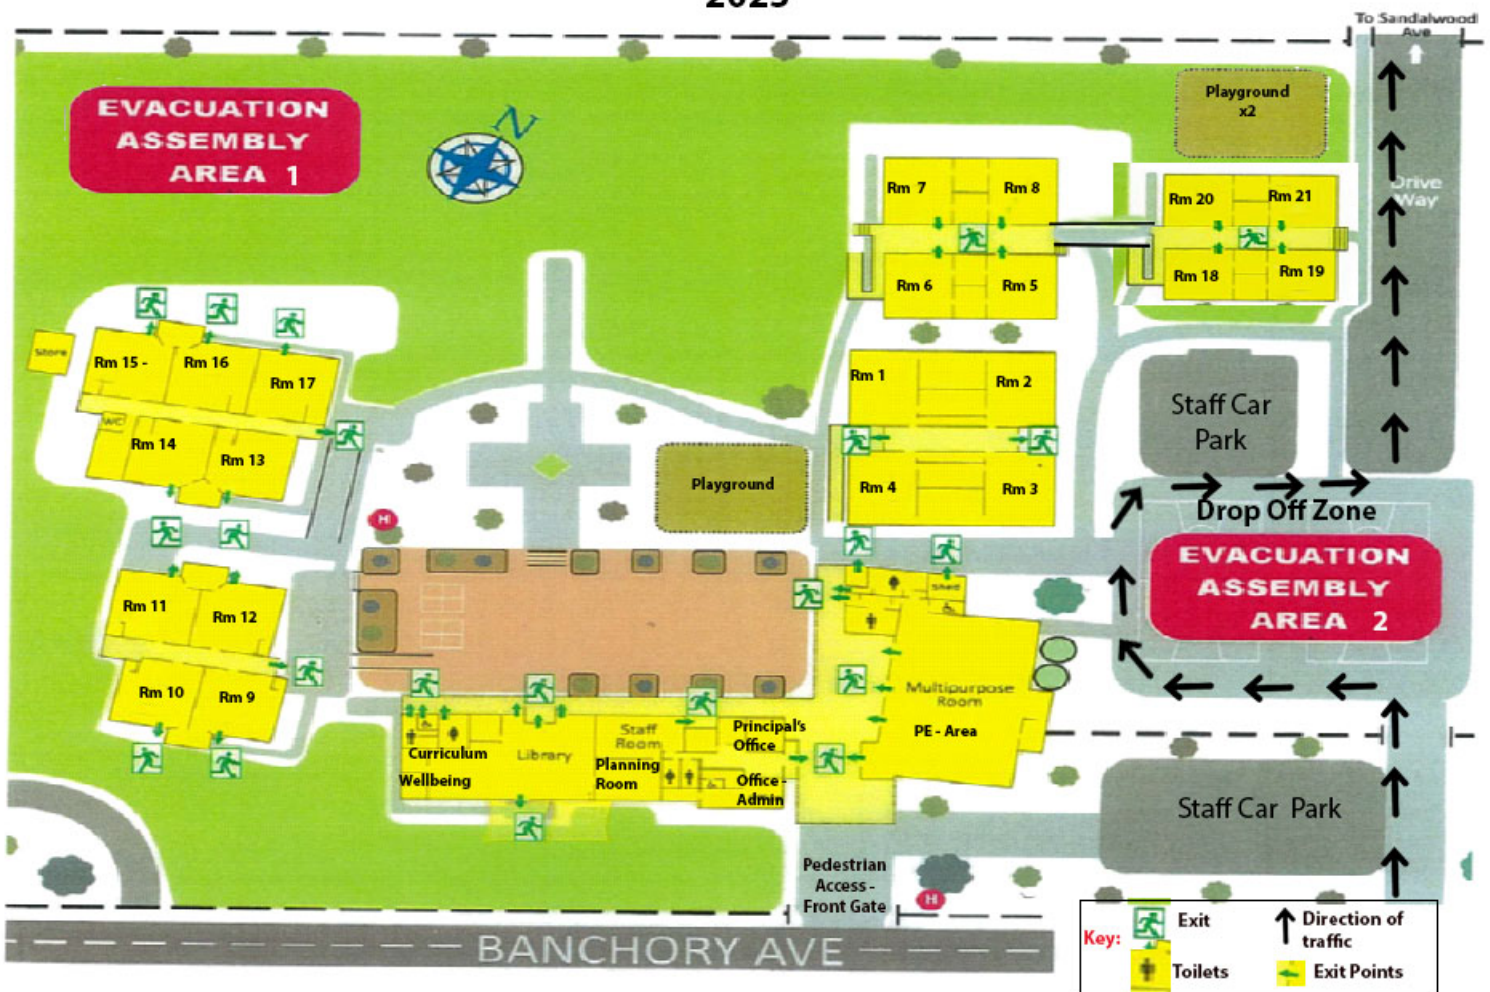 2025
To Sandalwood
Ave
EVACUATION
ASSEMBLY
AREA 1
N
Playground
x2
Drive
Way
Rm 7
Rm 8
Rm 6
Rm 5
Rm 20
Rm 21
Rm 18
Rm 19
Store
Rm 15 -
Rm 16
Rm 17
WC
Rm 14
Rm 13
Rm 1
Rm 2
Rm 4
Rm 3
Staff Car
Park
Playground
H
Drop Off Zone
EVACUATION
ASSEMBLY
AREA 2
Rm 11
Rm 12
Rm 10
Rm 9
Shed
Multipurpose
Room
PE - Area
Curriculum
Wellbeing
Library
Staff
Room
Planning
Room
Principal's
Office
Office -
Admin
Staff Car Park
Pedestrian
Access -
Front Gate
H
BANCHORY AVE
Key:
Exit
Direction of
traffic
Toilets
Exit Points